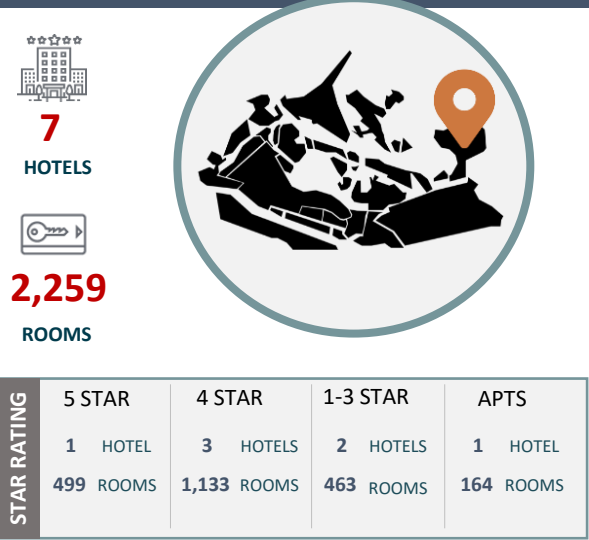 7
HOTELS
2,259
ROOMS
STAR RATING
5 STAR
1 HOTEL
499 ROOMS
4 STAR
3 HOTELS
1,133 ROOMS
1-3 STAR
2 HOTELS
463 ROOMS
APTS
1 HOTEL
164 ROOMS